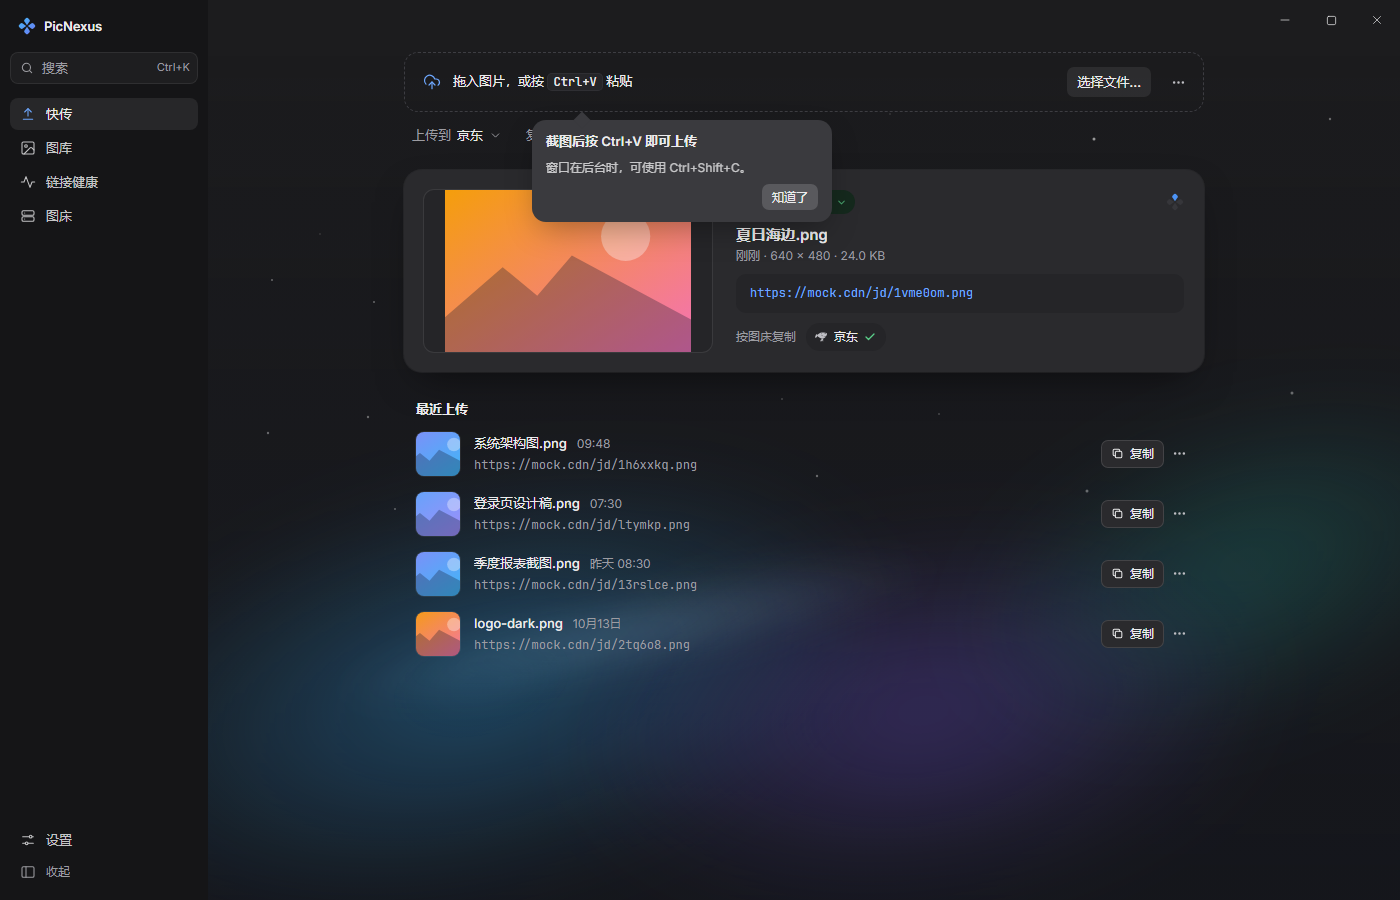 PicNexus
搜索 Ctrl+K
快传
图库
链接健康
图床
设置
收起
拖入图片，或按 Ctrl+V 粘贴
选择文件...
上传到 京东
截图后按 Ctrl+V 即可上传
窗口在后台时，可使用 Ctrl+Shift+C。
知道了
夏日海边.png
刚刚 · 640 × 480 · 24.0 KB
https://mock.cdn/jd/1vme0om.png
按图床复制 京东
最近上传
系统架构图.png 09:48
https://mock.cdn/jd/1h6xxkq.png
复制
登录页设计稿.png 07:30
https://mock.cdn/jd/ltymkp.png
复制
季度报表截图.png 昨天 08:30
https://mock.cdn/jd/13rslce.png
复制
logo-dark.png 10月13日
https://mock.cdn/jd/2tq6o8.png
复制